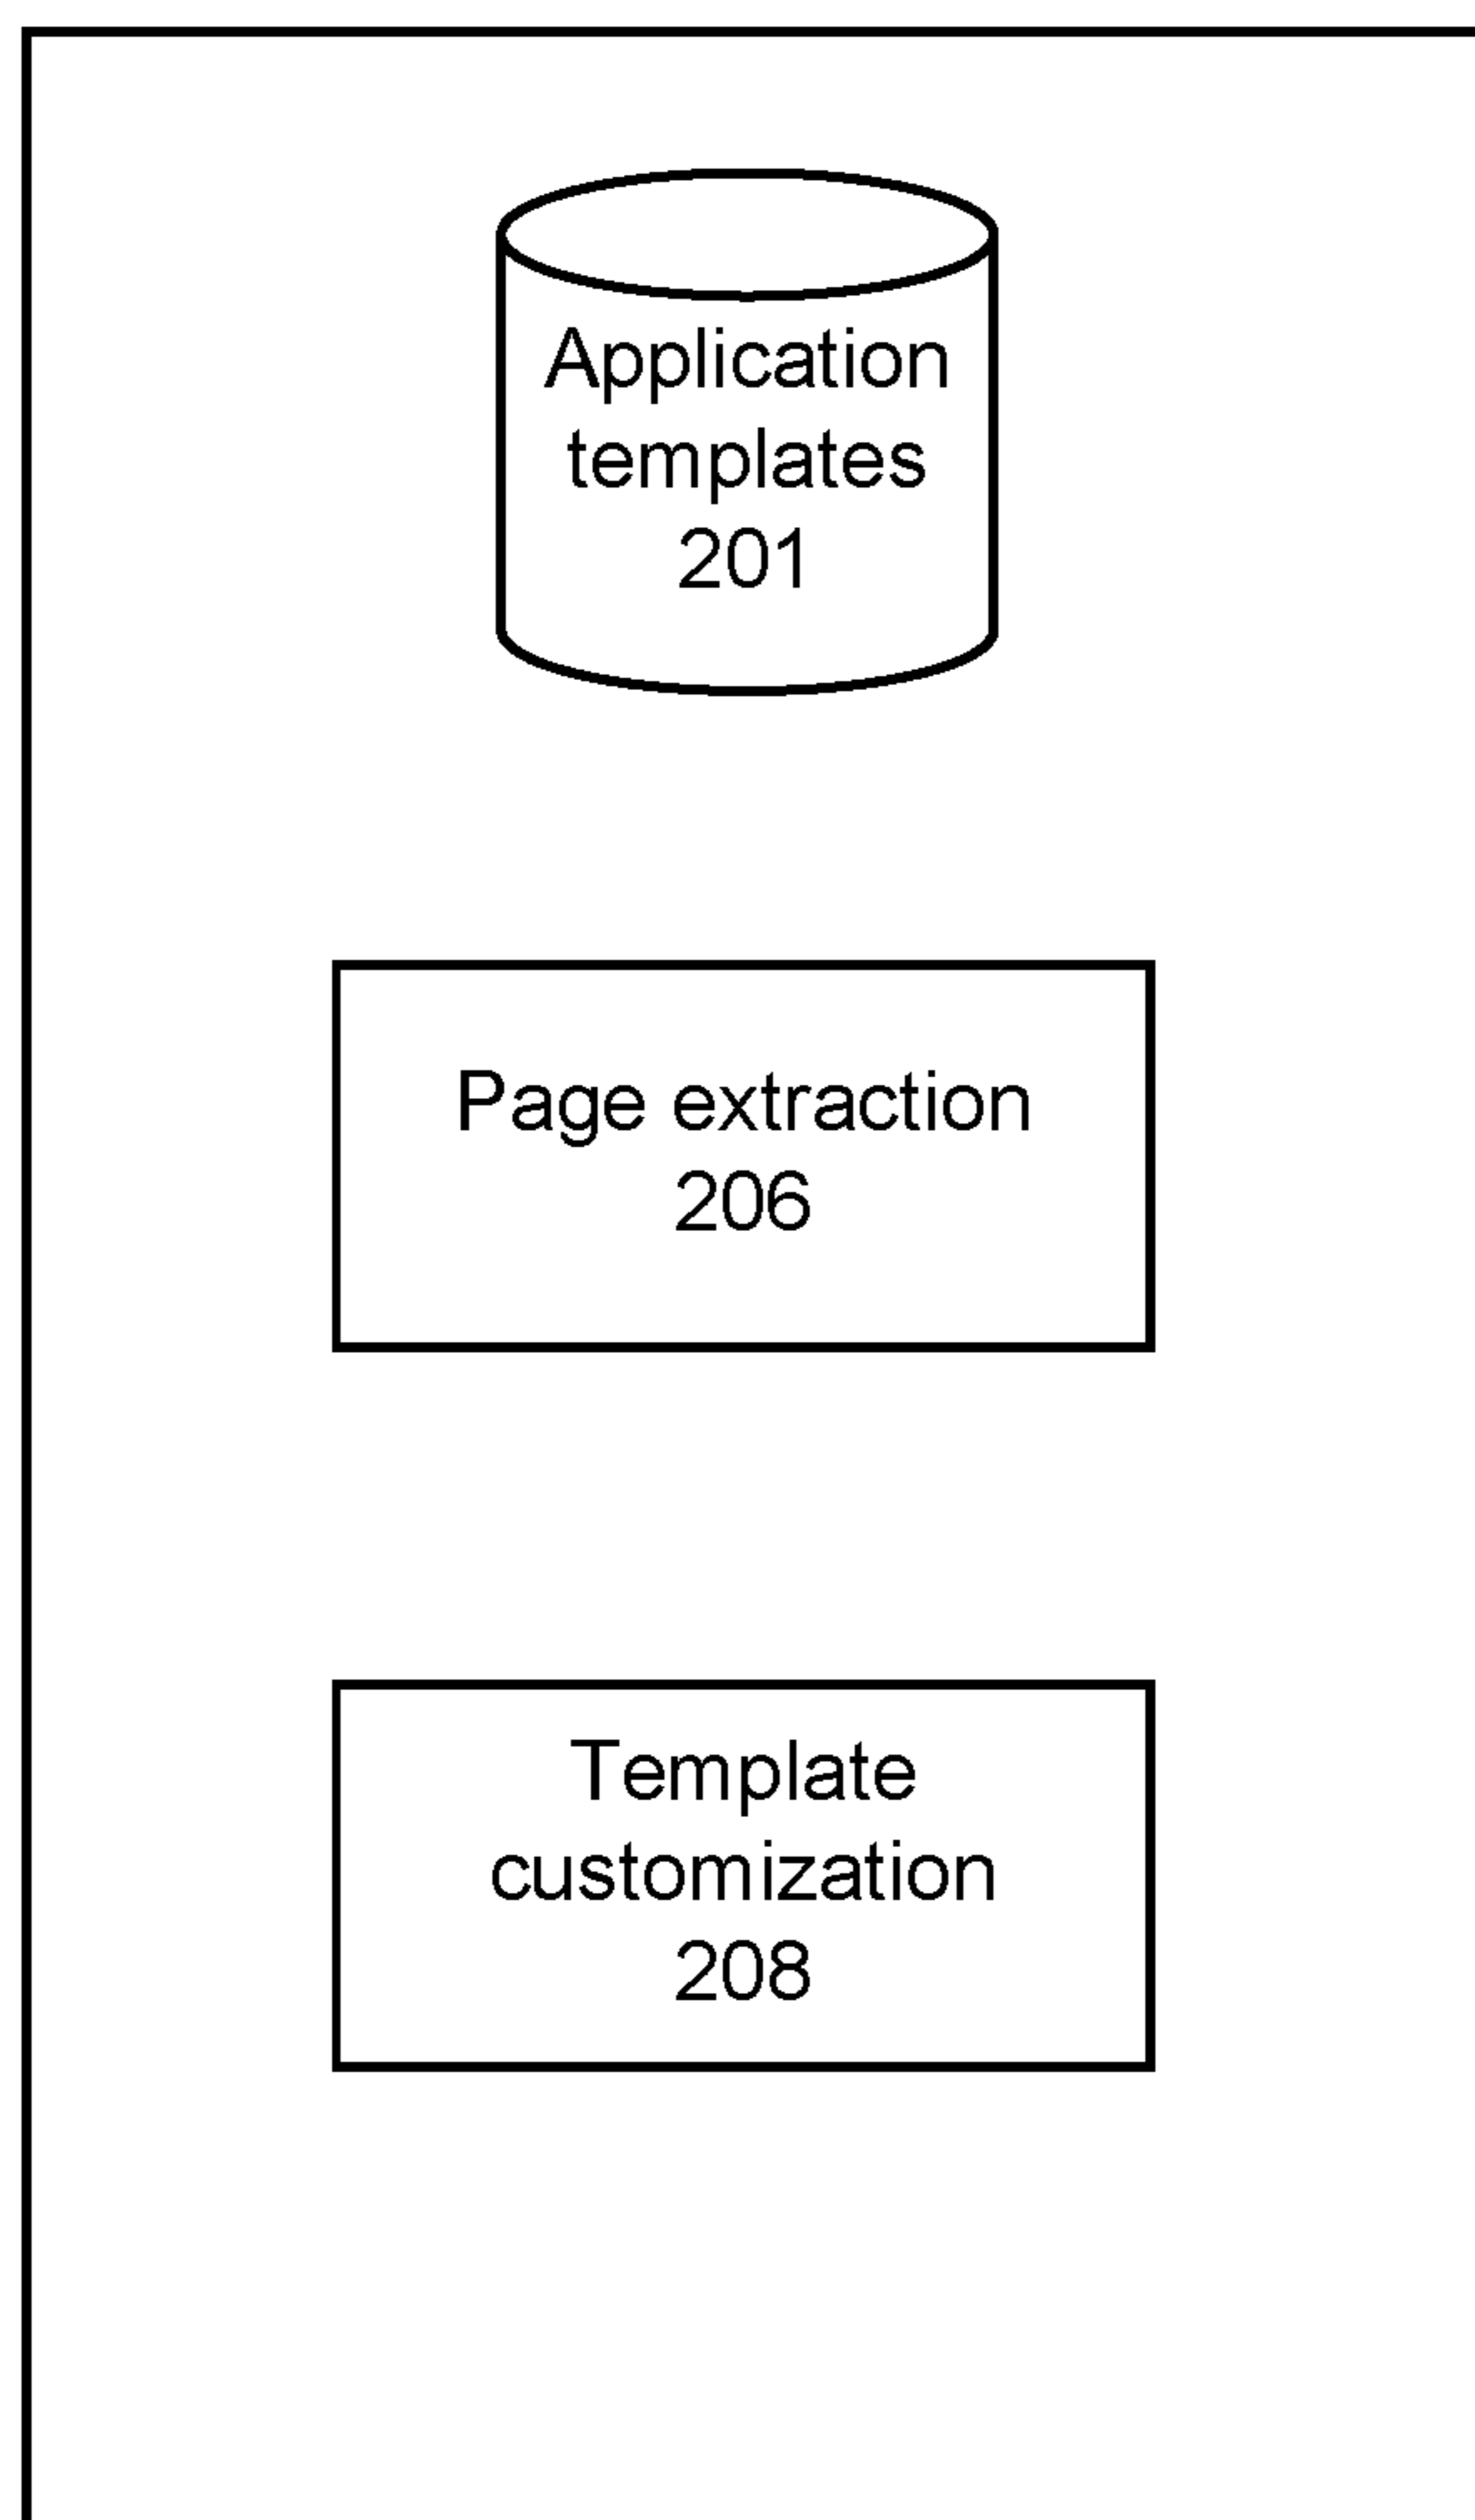 Application
templates
201
Page extraction
206
Template
customization
208